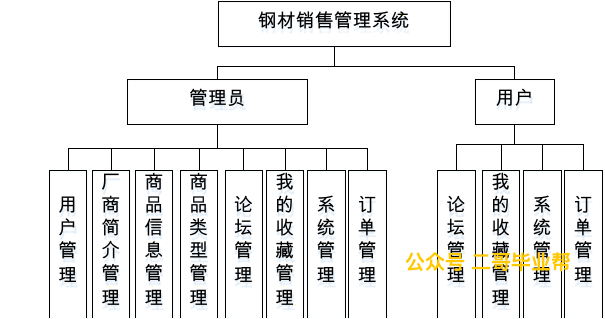 钢材销售管理系统
管理员
用户
用户管理
厂商简介管理
商品信息管理
商品类型管理
论坛管理
我的收藏管理
系统管理
订单管理
论坛管理
我的收藏管理
系统管理
订单管理
公众号 二哥毕业帮